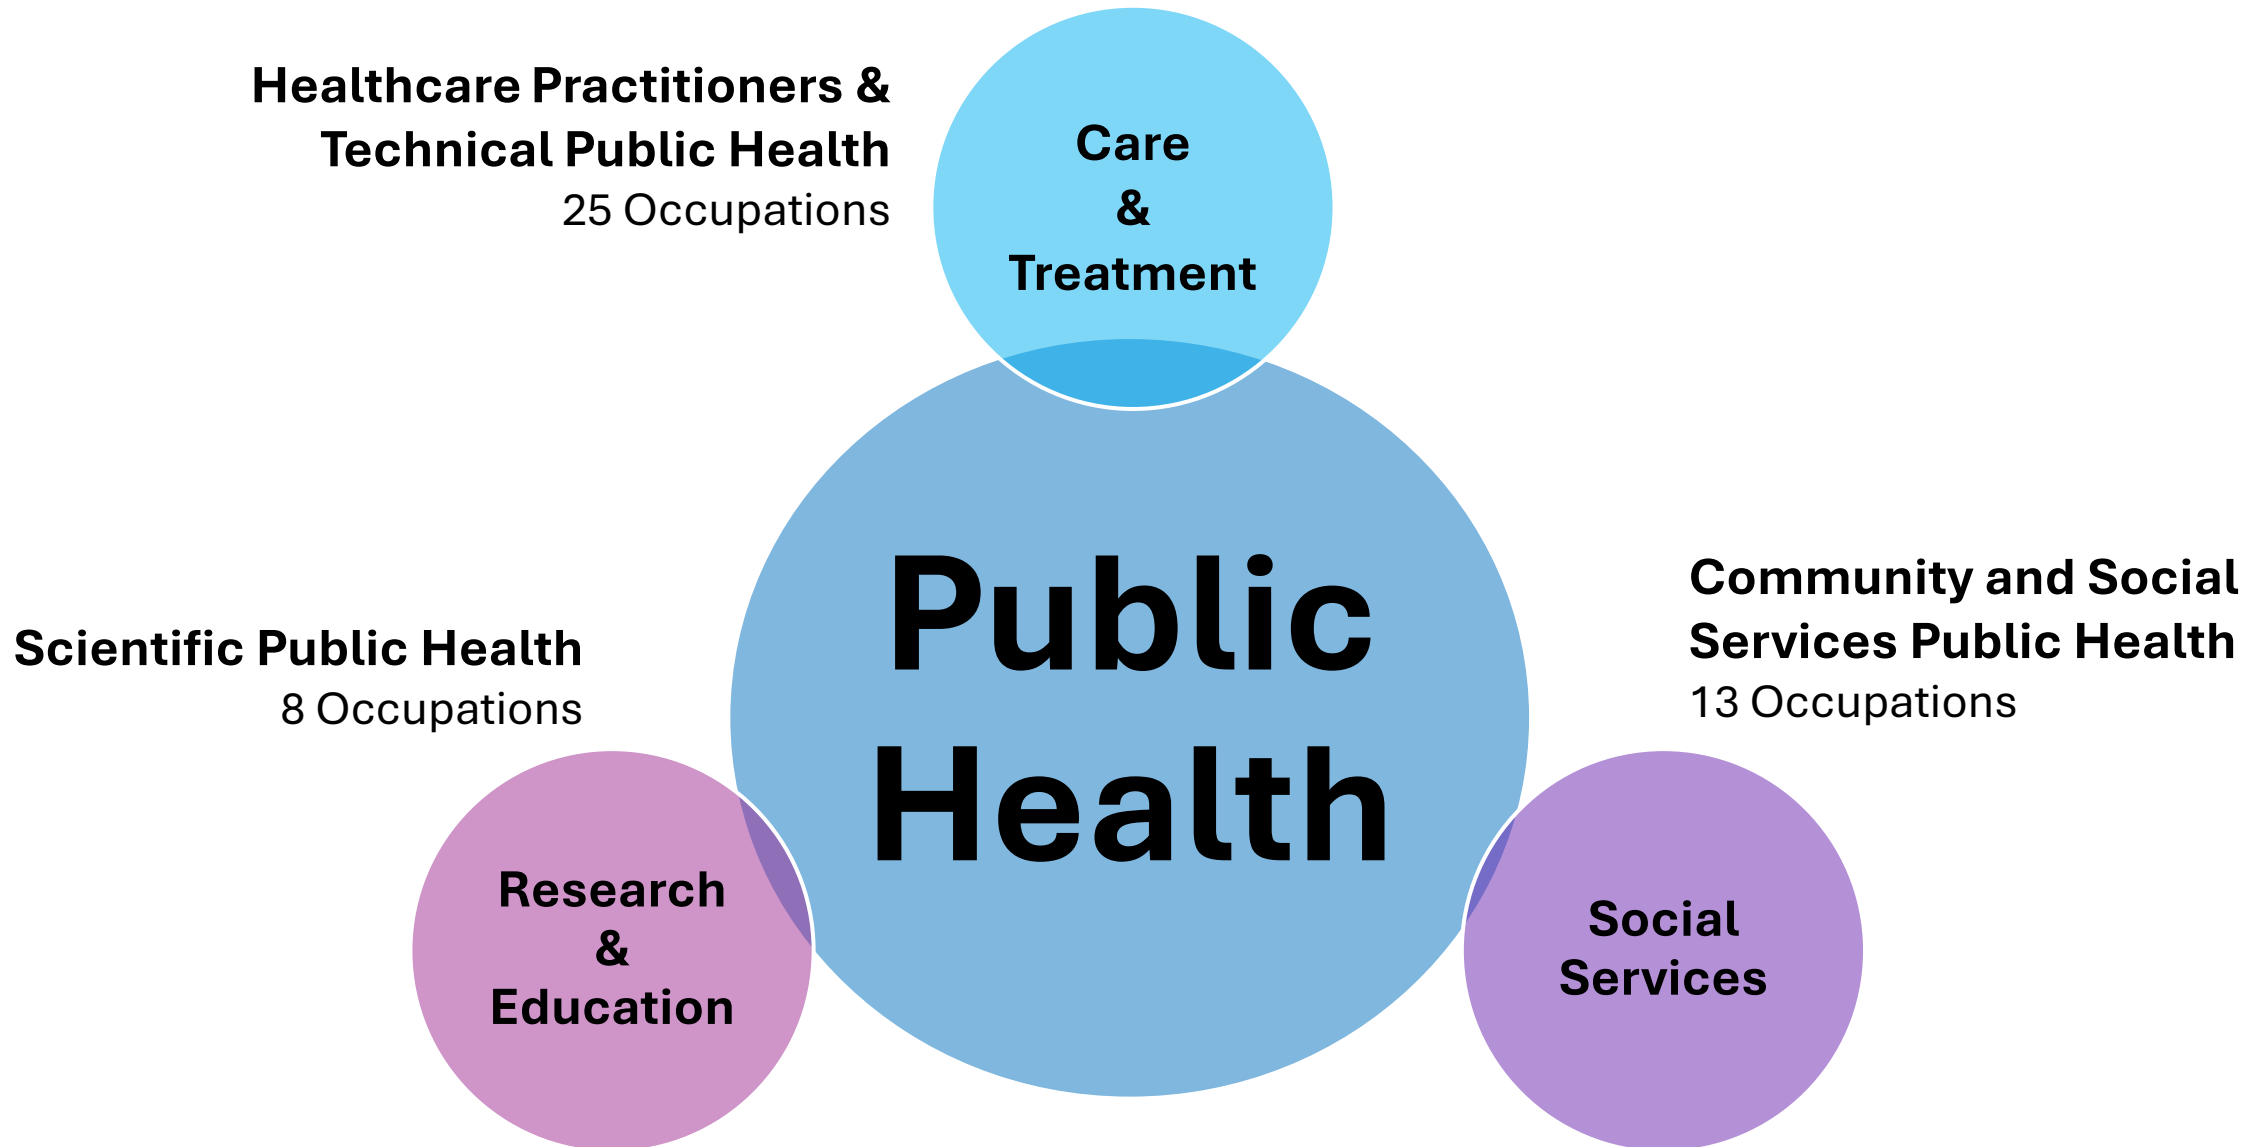 Healthcare Practitioners &
Technical Public Health
25 Occupations
Care
&
Treatment
Public
Health
Scientific Public Health
8 Occupations
Research
&
Education
Community and Social
Services Public Health
13 Occupations
Social
Services